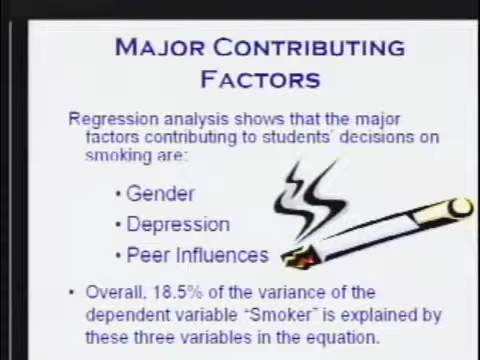 MAJOR CONTRIBUTING
FACTORS
Regression analysis shows that the major
factors contributing to students' decisions on
smoking are:
• Gender
• Depression
• Peer Influences
• Overall, 18.5% of the variance of the
dependent variable "Smoker" is explained by
these three variables in the equation.